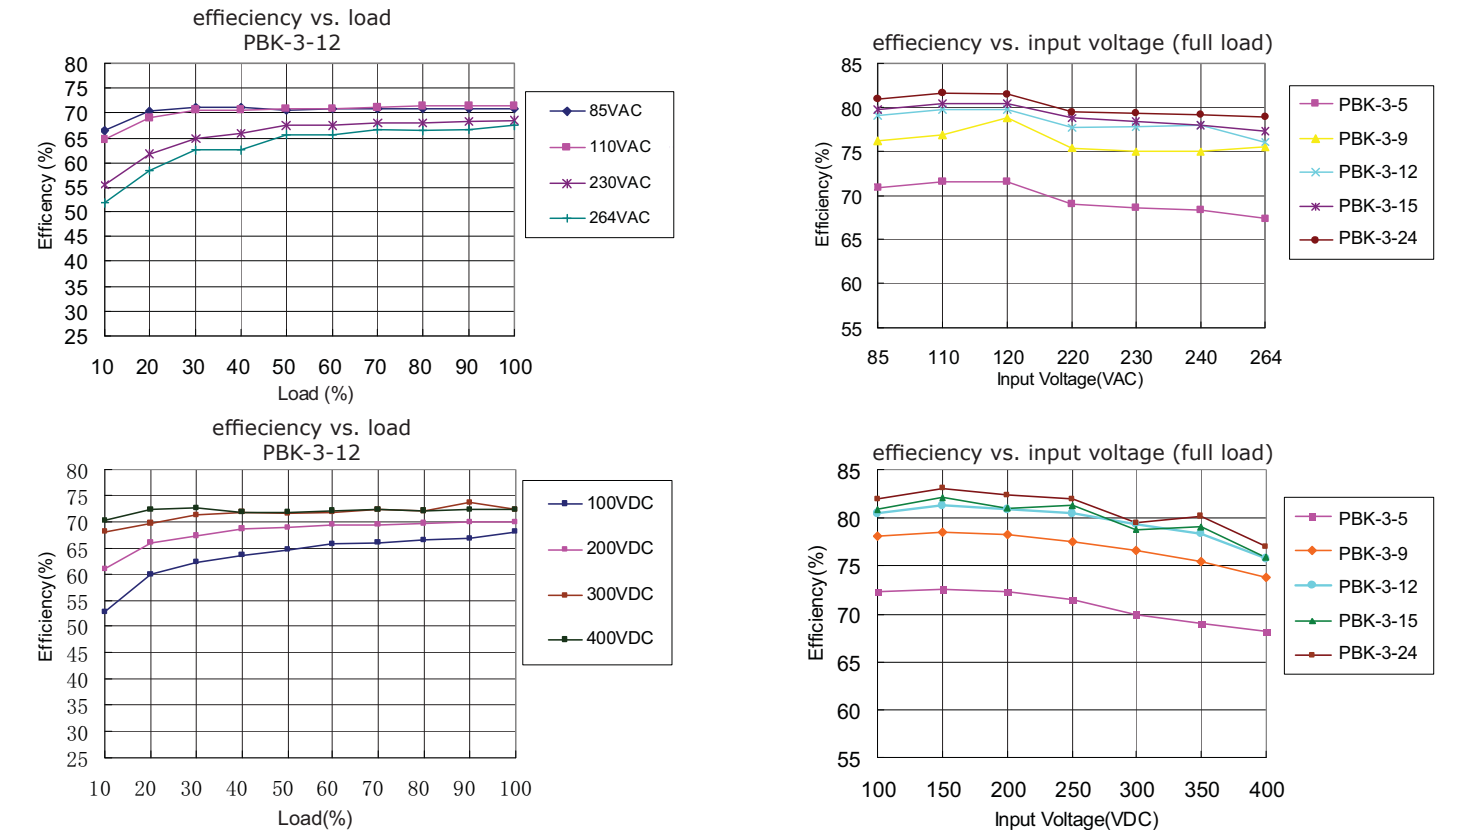 effieciency vs. load
PBK-3-12
80
75
70
65
60
55
50
45
40
35
30
25
Efficency (%)
10 20 30 40 50 60 70 80 90 100
Load (%)
85VAC
110VAC
230VAC
264VAC
effieciency vs. input voltage (full load)
85
80
75
70
65
60
55
Efficiency(%)
85 110 120 220 230 240 264
Input Voltage(VAC)
PBK-3-5
PBK-3-9
PBK-3-12
PBK-3-15
PBK-3-24
effieciency vs. load
PBK-3-12
80
75
70
65
60
55
50
45
40
35
30
25
Efficiency(%)
10 20 30 40 50 60 70 80 90 100
Load(%)
100VDC
200VDC
300VDC
400VDC
effieciency vs. input voltage (full load)
85
80
75
70
65
60
55
Efficiency(%)
100 150 200 250 300 350 400
Input Voltage(VDC)
PBK-3-5
PBK-3-9
PBK-3-12
PBK-3-15
PBK-3-24